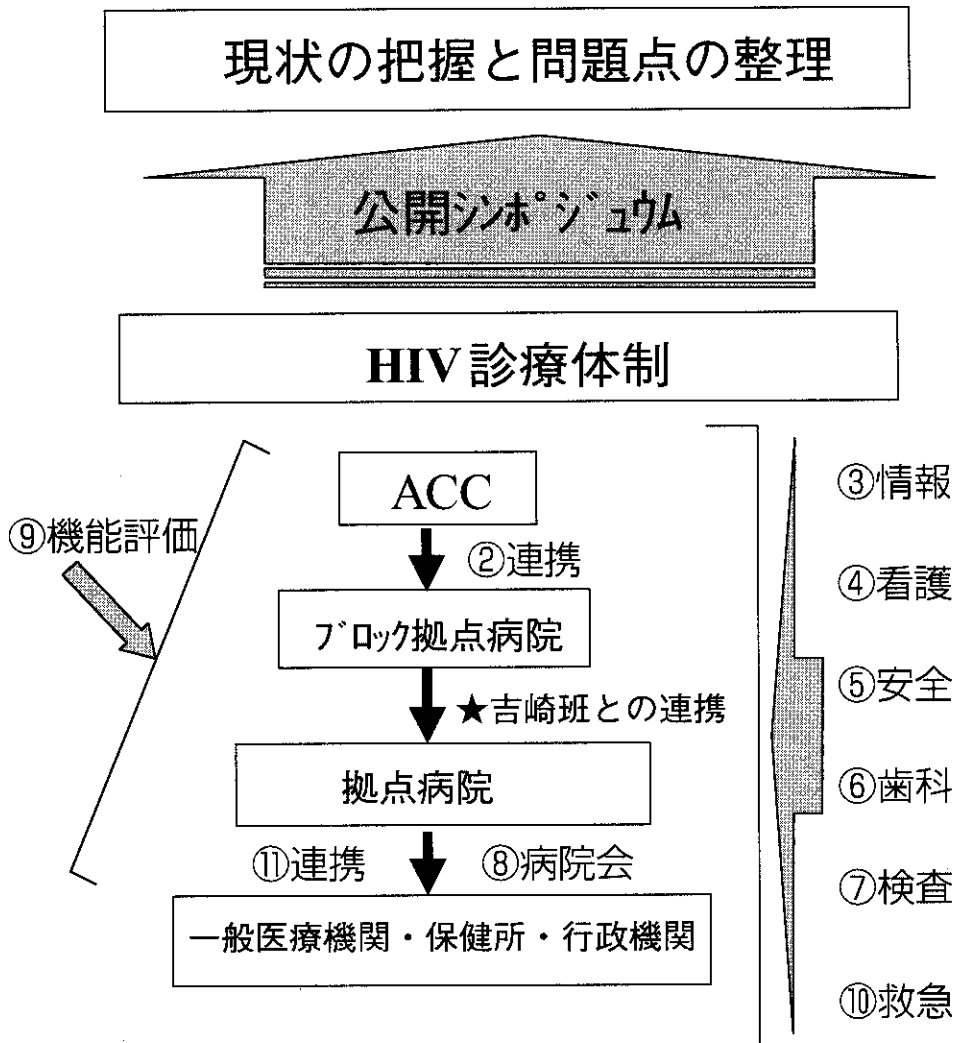 現状の把握と問題点の整理
公開ｼﾝﾎﾟｼﾞｭｳﾑ
HIV診療体制
ACC
②連携
ﾌﾞﾛｯｸ拠点病院
★吉崎班との連携
拠点病院
⑪連携
⑧病院会
一般医療機関・保健所・行政機関
⑨機能評価
③情報
④看護
⑤安全
⑥歯科
⑦検査
⑩救急